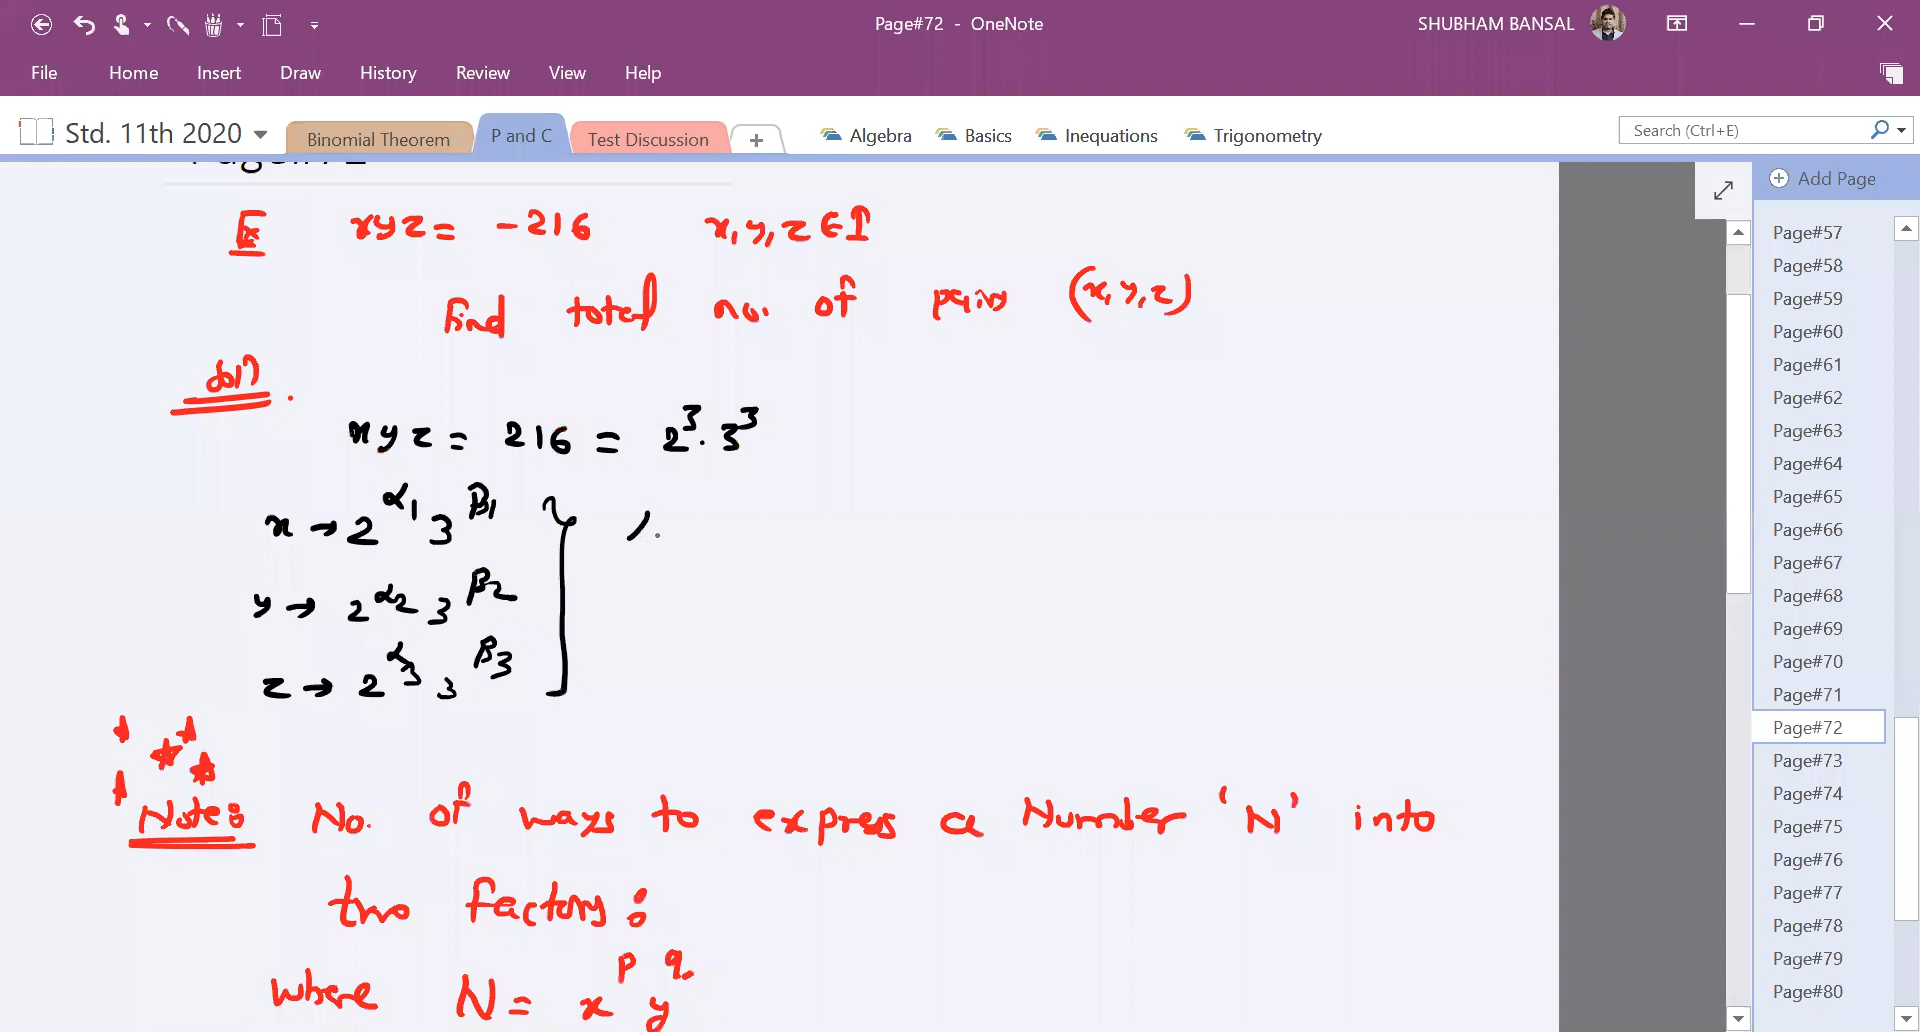 Page#72 - OneNote
SHUBHAM BANSAL
File Home Insert Draw History Review View Help
Std. 11th 2020
Binomial Theorem
P and C
Test Discussion
+
Algebra
Basics
Inequations
Trigonometry
Search (Ctrl+E)
Ex xyz = -216 x, y, z ∈ I
Find total no. of pairs (x, y, z)
Solⁿ.
xyz = 216 = 2³·3³
x → 2^α1 3^β1
y → 2^α2 3^β2
z → 2^α3 3^β3
Note: No. of ways to express a Number 'N' into
two factors:
where N = x^p y^q
Add Page
Page#57
Page#58
Page#59
Page#60
Page#61
Page#62
Page#63
Page#64
Page#65
Page#66
Page#67
Page#68
Page#69
Page#70
Page#71
Page#72
Page#73
Page#74
Page#75
Page#76
Page#77
Page#78
Page#79
Page#80